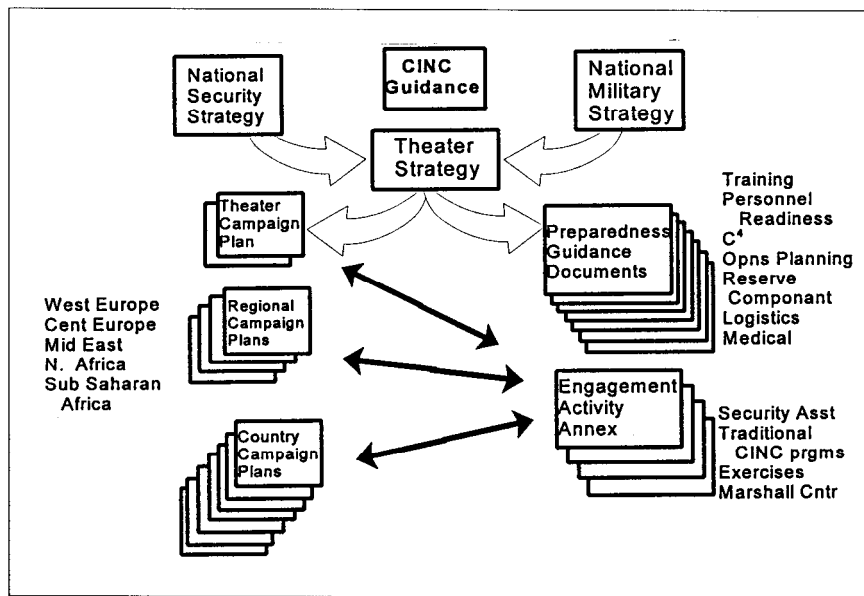 National
Security
Strategy
CINC
Guidance
National
Military
Strategy
Theater
Strategy
Theater
Campaign
Plan
Preparedness
Guidance
Documents
Training
Personnel
Readiness
C⁴
Opns Planning
Reserve
Componant
Logistics
Medical
West Europe
Cent Europe
Mid East
N. Africa
Sub Saharan
Africa
Regional
Campaign
Plans
Engagement
Activity
Annex
Security Asst
Traditional
CINC prgms
Exercises
Marshall Cntr
Country
Campaign
Plans